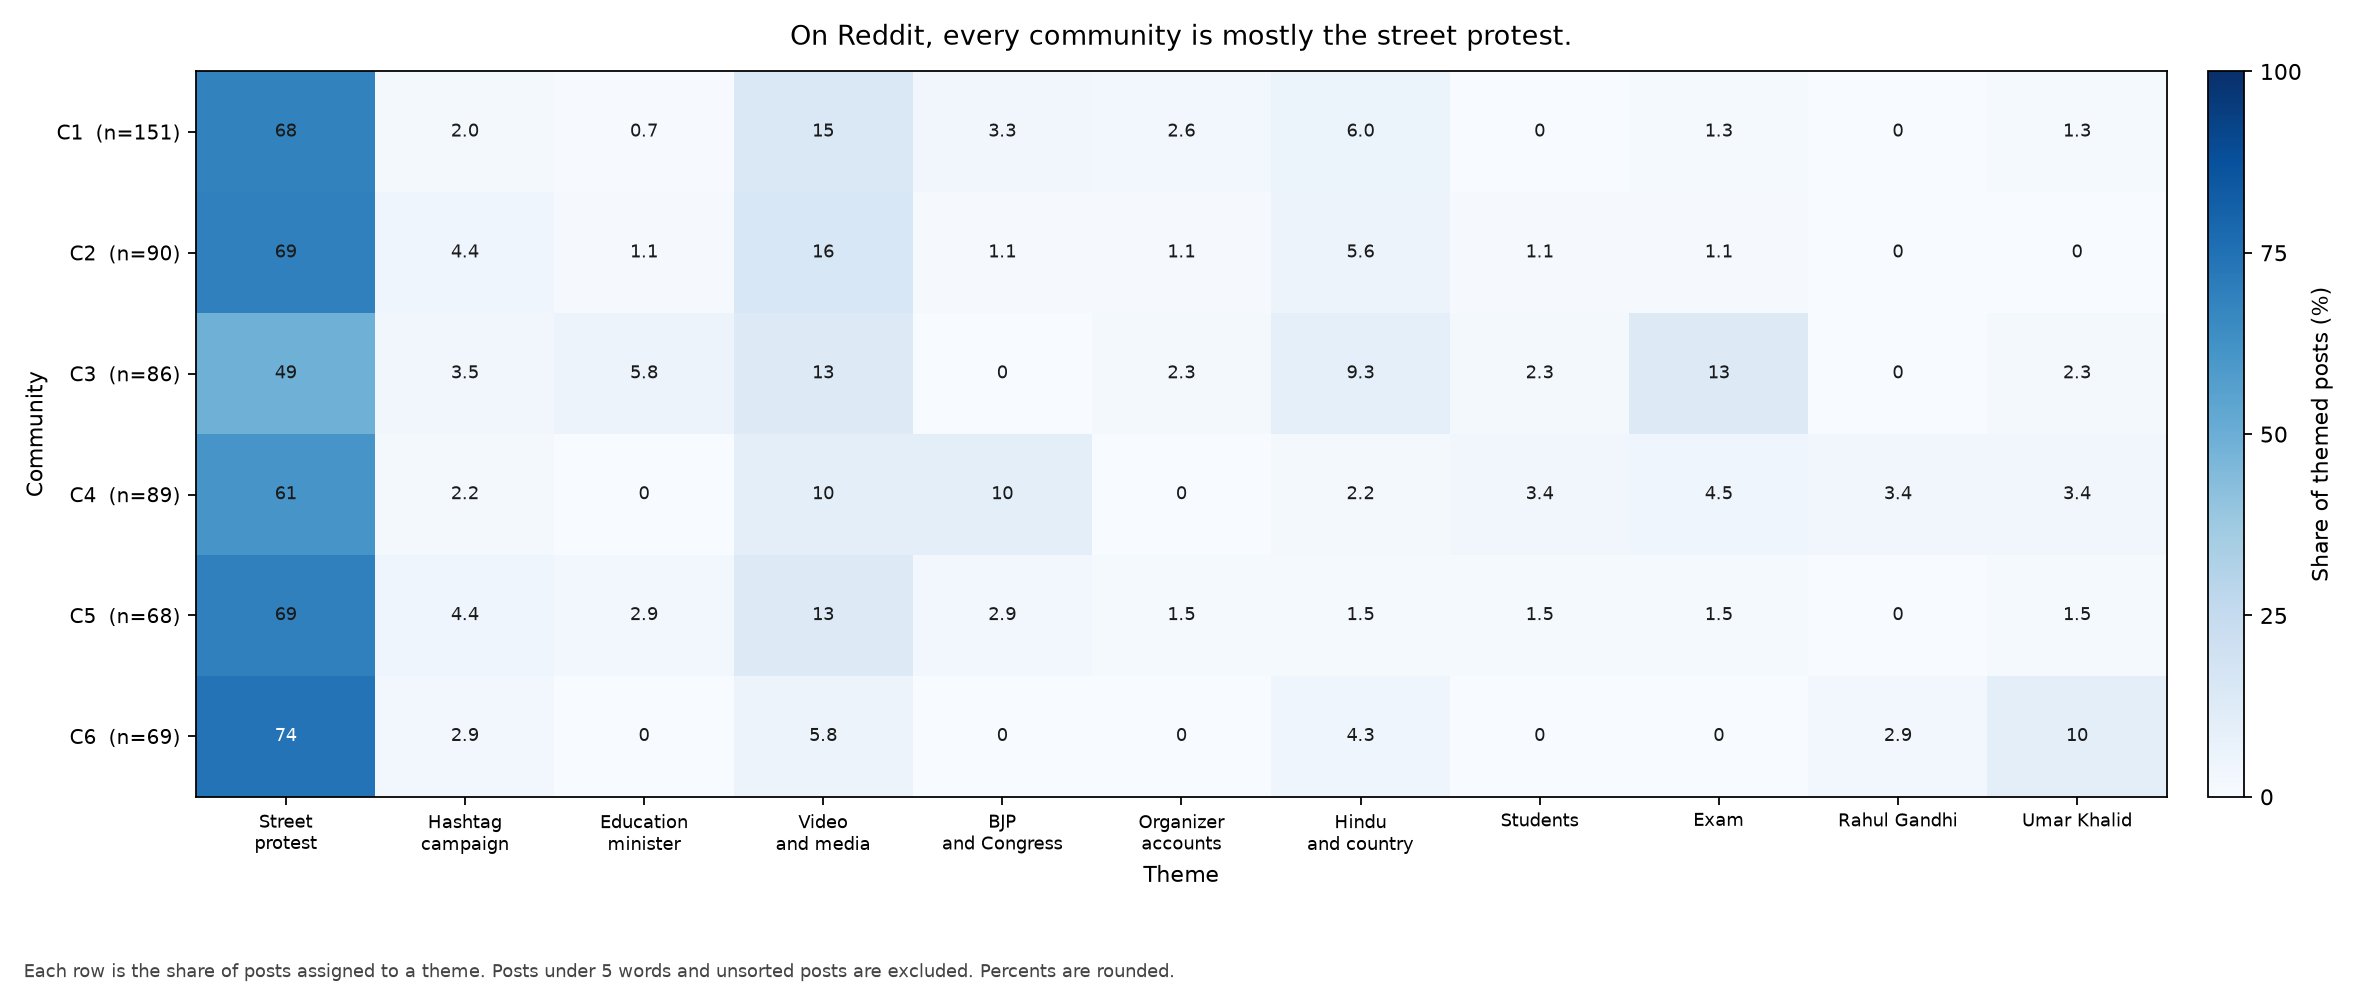 On Reddit, every community is mostly the street protest.
C1 (n=151) 68 2.0 0.7 15 3.3 2.6 6.0 0 1.3 0 1.3
C2 (n=90) 69 4.4 1.1 16 1.1 1.1 5.6 1.1 1.1 0 0
C3 (n=86) 49 3.5 5.8 13 0 2.3 9.3 2.3 13 0 2.3
C4 (n=89) 61 2.2 0 10 10 0 2.2 3.4 4.5 3.4 3.4
C5 (n=68) 69 4.4 2.9 13 2.9 1.5 1.5 1.5 1.5 0 1.5
C6 (n=69) 74 2.9 0 5.8 0 0 4.3 0 0 2.9 10
Community
Street protest
Hashtag campaign
Education minister
Video and media
BJP and Congress
Organizer accounts
Hindu and country
Students
Exam
Rahul Gandhi
Umar Khalid
Theme
100
75
50
25
0
Share of themed posts (%)
Each row is the share of posts assigned to a theme. Posts under 5 words and unsorted posts are excluded. Percents are rounded.